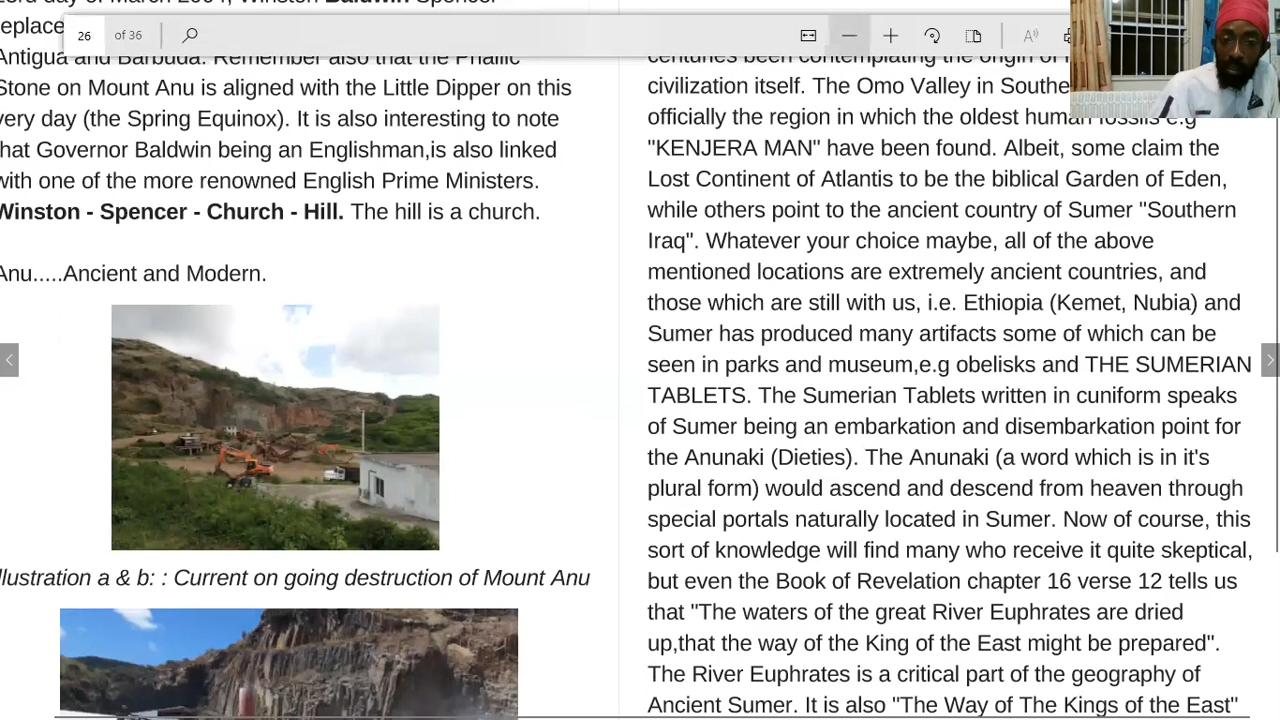 26
of 36
Antigua and Barbuda. Remember also that the Phallic
Stone on Mount Anu is aligned with the Little Dipper on this
very day (the Spring Equinox). It is also interesting to note
that Governor Baldwin being an Englishman,is also linked
with one of the more renowned English Prime Ministers.
Winston - Spencer - Church - Hill. The hill is a church.
Anu.....Ancient and Modern.
Illustration a & b: : Current on going destruction of Mount Anu
centuries been contemplating the origin of
civilization itself. The Omo Valley in
officially the region in which the oldest human fossils e.g
"KENJERA MAN" have been found. Albeit, some claim the
Lost Continent of Atlantis to be the biblical Garden of Eden,
while others point to the ancient country of Sumer "Southern
Iraq". Whatever your choice maybe, all of the above
mentioned locations are extremely ancient countries, and
those which are still with us, i.e. Ethiopia (Kemet, Nubia) and
Sumer has produced many artifacts some of which can be
seen in parks and museum,e.g obelisks and THE SUMERIAN
TABLETS. The Sumerian Tablets written in cuniform speaks
of Sumer being an embarkation and disembarkation point for
the Anunaki (Dieties). The Anunaki (a word which is in it's
plural form) would ascend and descend from heaven through
special portals naturally located in Sumer. Now of course, this
sort of knowledge will find many who receive it quite skeptical,
but even the Book of Revelation chapter 16 verse 12 tells us
that "The waters of the great River Euphrates are dried
up,that the way of the King of the East might be prepared".
The River Euphrates is a critical part of the geography of
Ancient Sumer. It is also "The Way of The Kings of the East"